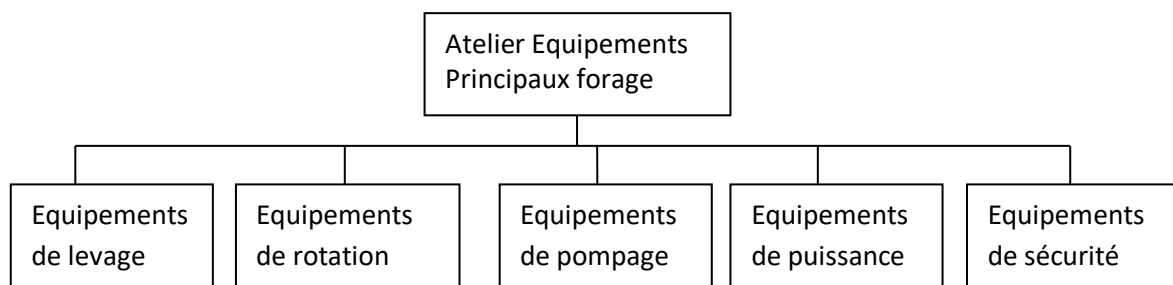 Atelier Equipements
Principaux forage
Equipements
de levage
Equipements
de rotation
Equipements
de pompage
Equipements
de puissance
Equipements
de sécurité